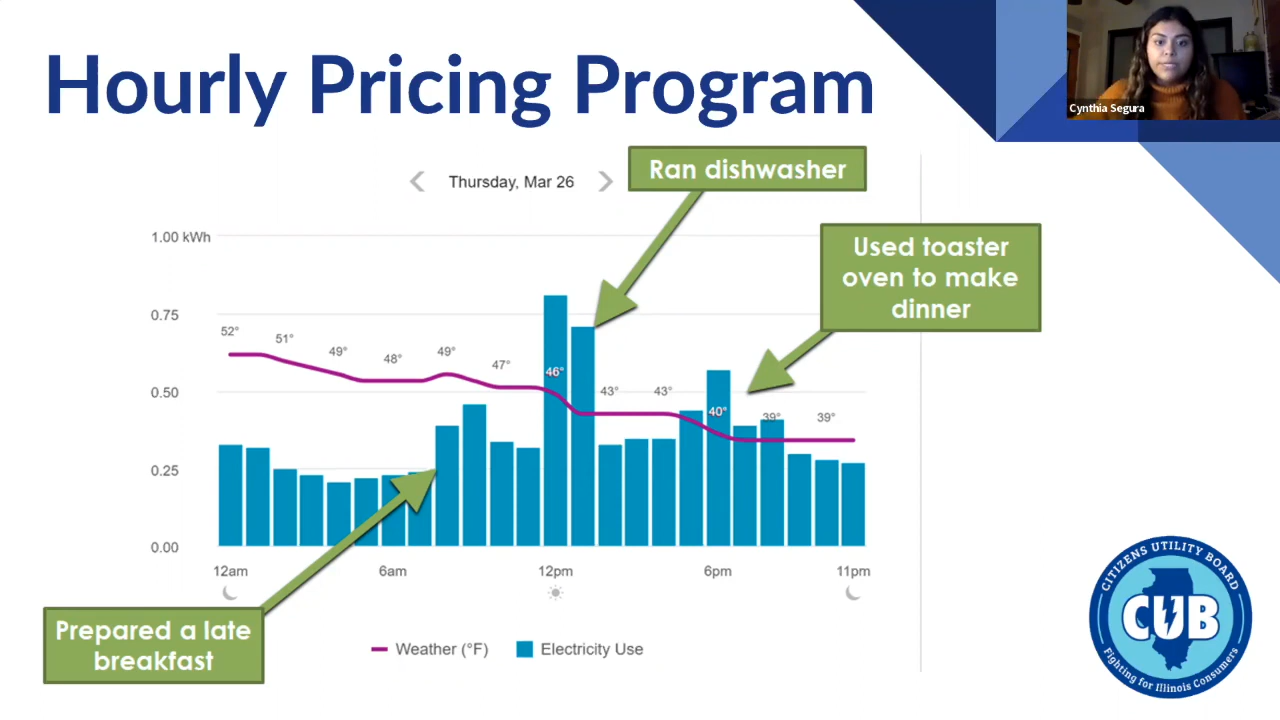 Hourly Pricing Program
Cynthia Segura
Thursday, Mar 26
Ran dishwasher
Used toaster
oven to make
dinner
1.00 kWh
0.75
0.50
0.25
0.00
52°
51°
49°
48°
49°
47°
46°
43°
43°
40°
39°
39°
12am
6am
12pm
6pm
11pm
Prepared a late
breakfast
Weather (°F)
Electricity Use
CITIZENS UTILITY BOARD
CUB
Fighting for Illinois Consumers